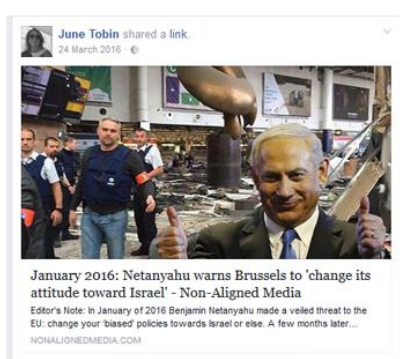 June Tobin shared a link.
24 March 2016
January 2016: Netanyahu warns Brussels to 'change its
attitude toward Israel' - Non-Aligned Media
Editor's Note: In January of 2016 Benjamin Netanyahu made a veiled threat to the
EU: change your 'biased' policies towards Israel or else. A few months later...
NONALIGNEDMEDIA.COM